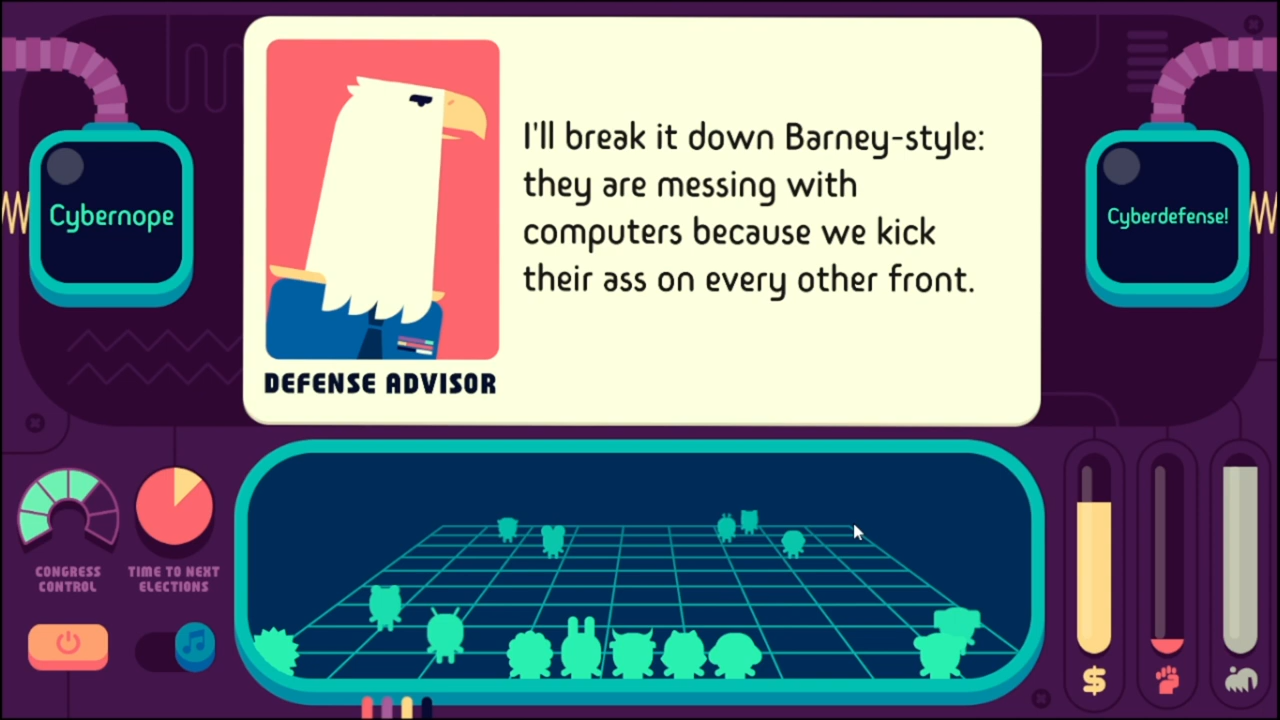 I'll break it down Barney-style:
they are messing with
computers because we kick
their ass on every other front.
Cybernope
Cyberdefense!
DEFENSE ADVISOR
CONGRESS
CONTROL
TIME TO NEXT
ELECTIONS
$